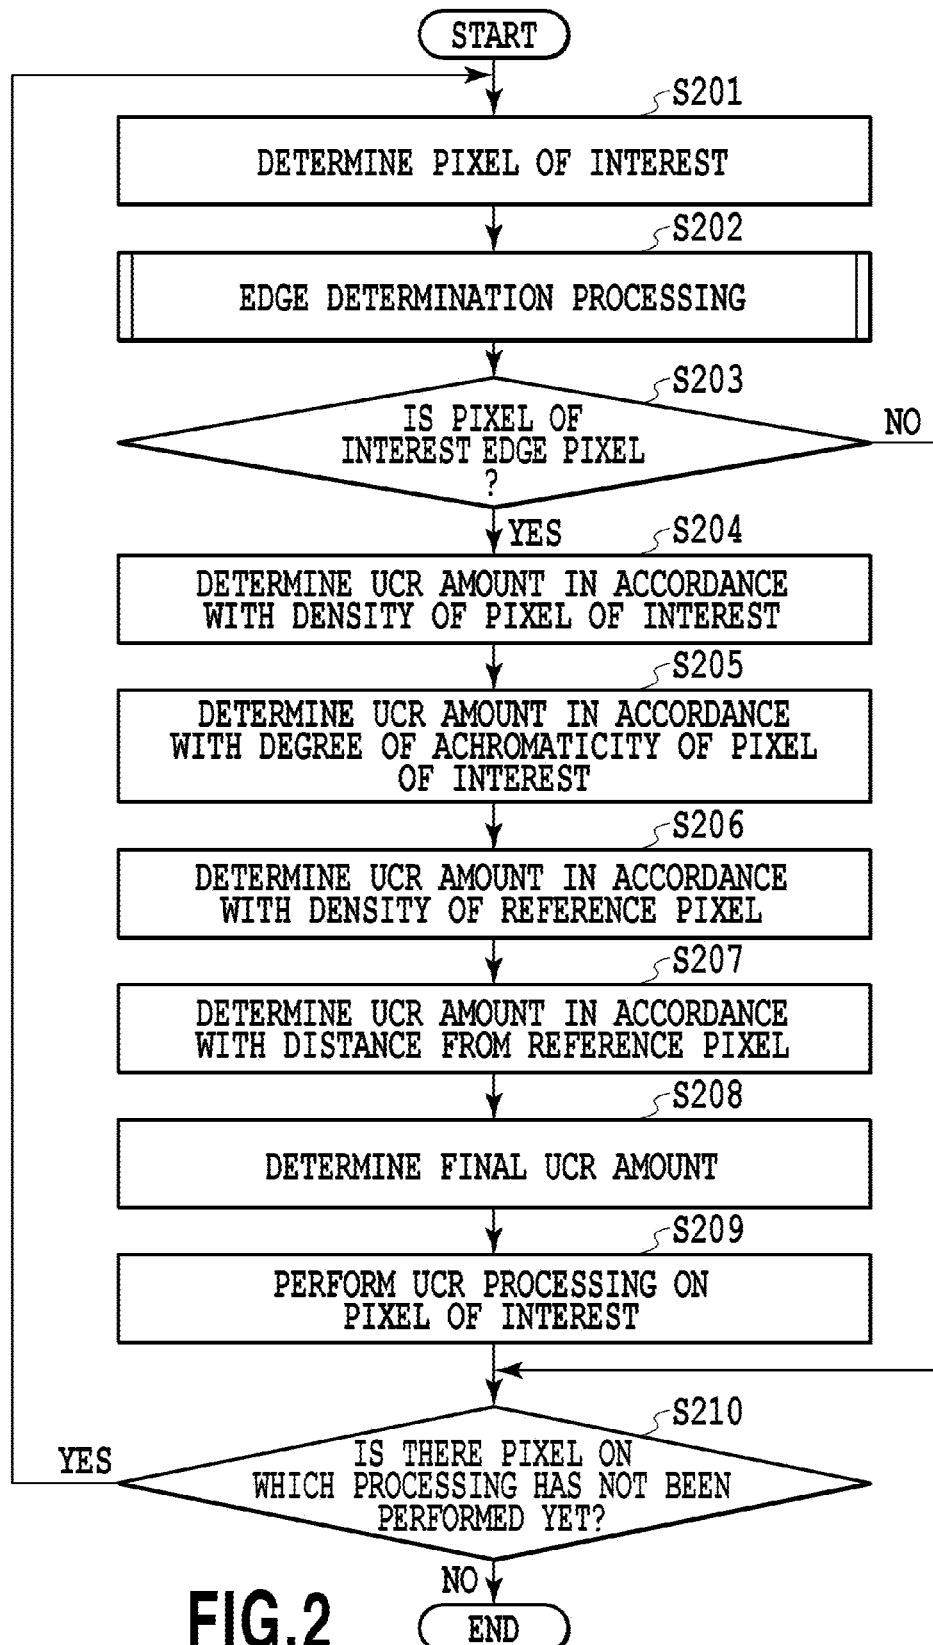 START
S201
DETERMINE PIXEL OF INTEREST
S202
EDGE DETERMINATION PROCESSING
S203
IS PIXEL OF
INTEREST EDGE PIXEL
?
NO
YES
S204
DETERMINE UCR AMOUNT IN ACCORDANCE
WITH DENSITY OF PIXEL OF INTEREST
S205
DETERMINE UCR AMOUNT IN ACCORDANCE
WITH DEGREE OF ACHROMATICITY OF PIXEL
OF INTEREST
S206
DETERMINE UCR AMOUNT IN ACCORDANCE
WITH DENSITY OF REFERENCE PIXEL
S207
DETERMINE UCR AMOUNT IN ACCORDANCE
WITH DISTANCE FROM REFERENCE PIXEL
S208
DETERMINE FINAL UCR AMOUNT
S209
PERFORM UCR PROCESSING ON
PIXEL OF INTEREST
S210
YES
IS THERE PIXEL ON
WHICH PROCESSING HAS NOT BEEN
PERFORMED YET?
NO
END
FIG.2